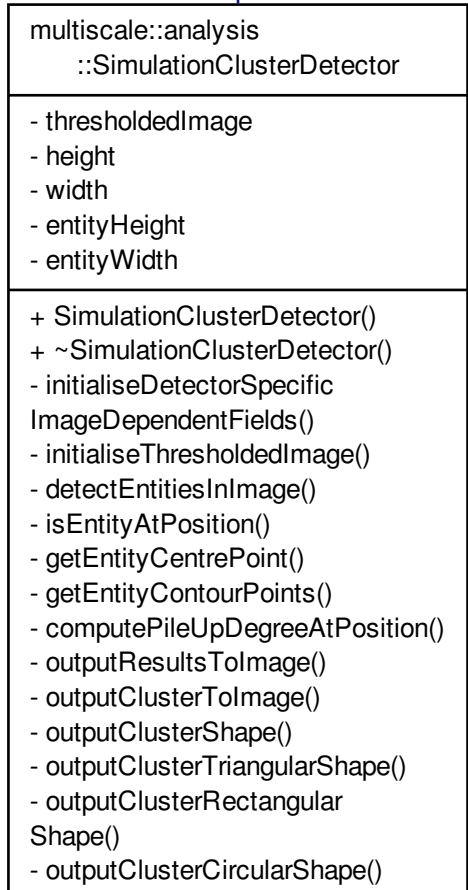 multiscale::analysis
::SimulationClusterDetector
- thresholdedImage
- height
- width
- entityHeight
- entityWidth
+ SimulationClusterDetector()
+ ~SimulationClusterDetector()
- initialiseDetectorSpecific
ImageDependentFields()
- initialiseThresholdedImage()
- detectEntitiesInImage()
- isEntityAtPosition()
- getEntityCentrePoint()
- getEntityContourPoints()
- computePileUpDegreeAtPosition()
- outputResultsToImage()
- outputClusterToImage()
- outputClusterShape()
- outputClusterTriangularShape()
- outputClusterRectangular
Shape()
- outputClusterCircularShape()